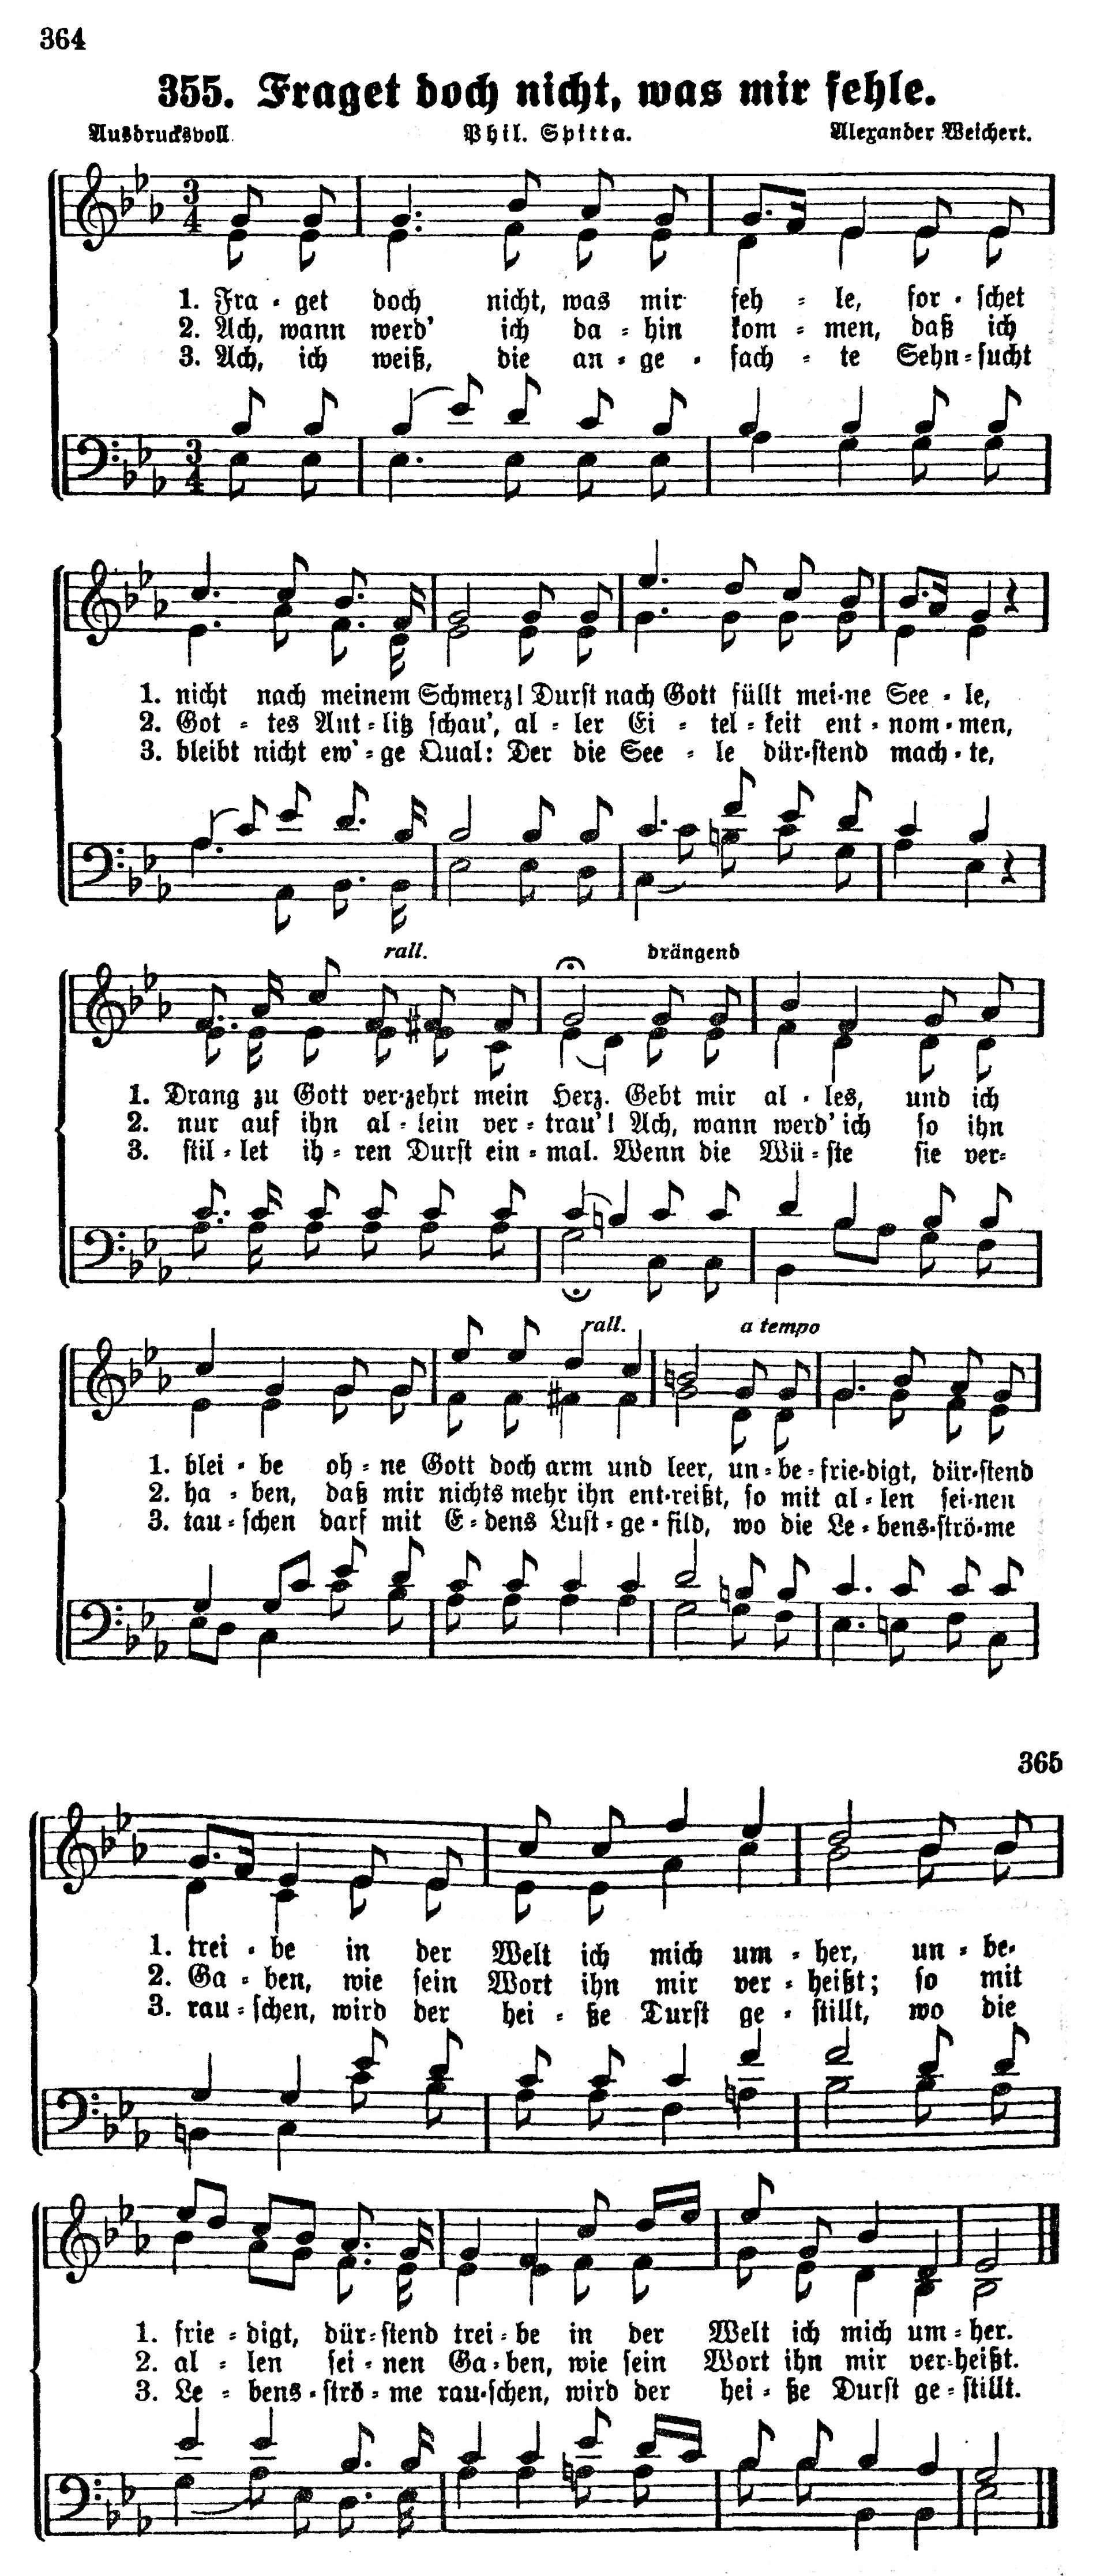 364
355. Fraget doch nicht, was mir fehle.
Ausdrucksvoll
Phil. Spitta.
Alexander Weichert.
1. Fra - get doch nicht, was mir feh - le, for - schet
2. Ach, wann werd' ich da - hin kom - men, daß ich
3. Ach, ich weiß, die an - ge - fach - te Sehn - sucht
1. nicht nach meinem Schmerz! Durst nach Gott füllt mei - ne See - le,
2. Got - tes Ant - litz schau', al - ler Ei - tel - keit ent - nom - men,
3. bleibt nicht ew' - ge Qual: Der die See - le dür - stend mach - te,
rall. drängend
1. Drang zu Gott ver - zehrt mein Herz. Gebt mir al - les, und ich
2. nur auf ihn al - lein ver - trau'! Ach, wann werd' ich so ihn
3. stil - let ih - ren Durst ein - mal. Wenn die Wü - ste sie ver -
rall. a tempo
1. blei - be oh - ne Gott doch arm und leer, un - be - frie - digt, dür - stend
2. ha - ben, daß mir nichts mehr ihn ent - reißt, so mit al - len sei - nen
3. tau - schen darf mit E - dens Lust - ge - fild, wo die Le - bens - strö - me
365
1. trei - be in der Welt ich mich um - her, un - be -
2. Ga - ben, wie sein Wort ihn mir ver - heißt; so mit
3. rau - schen, wird der hei - ße Durst ge - stillt, wo die
1. frie - digt, dür - stend trei - be in der Welt ich mich um - her.
2. al - len sei - nen Ga - ben, wie sein Wort ihn mir ver - heißt.
3. Le - bens - strö - me rau - schen, wird der hei - ße Durst ge - stillt.